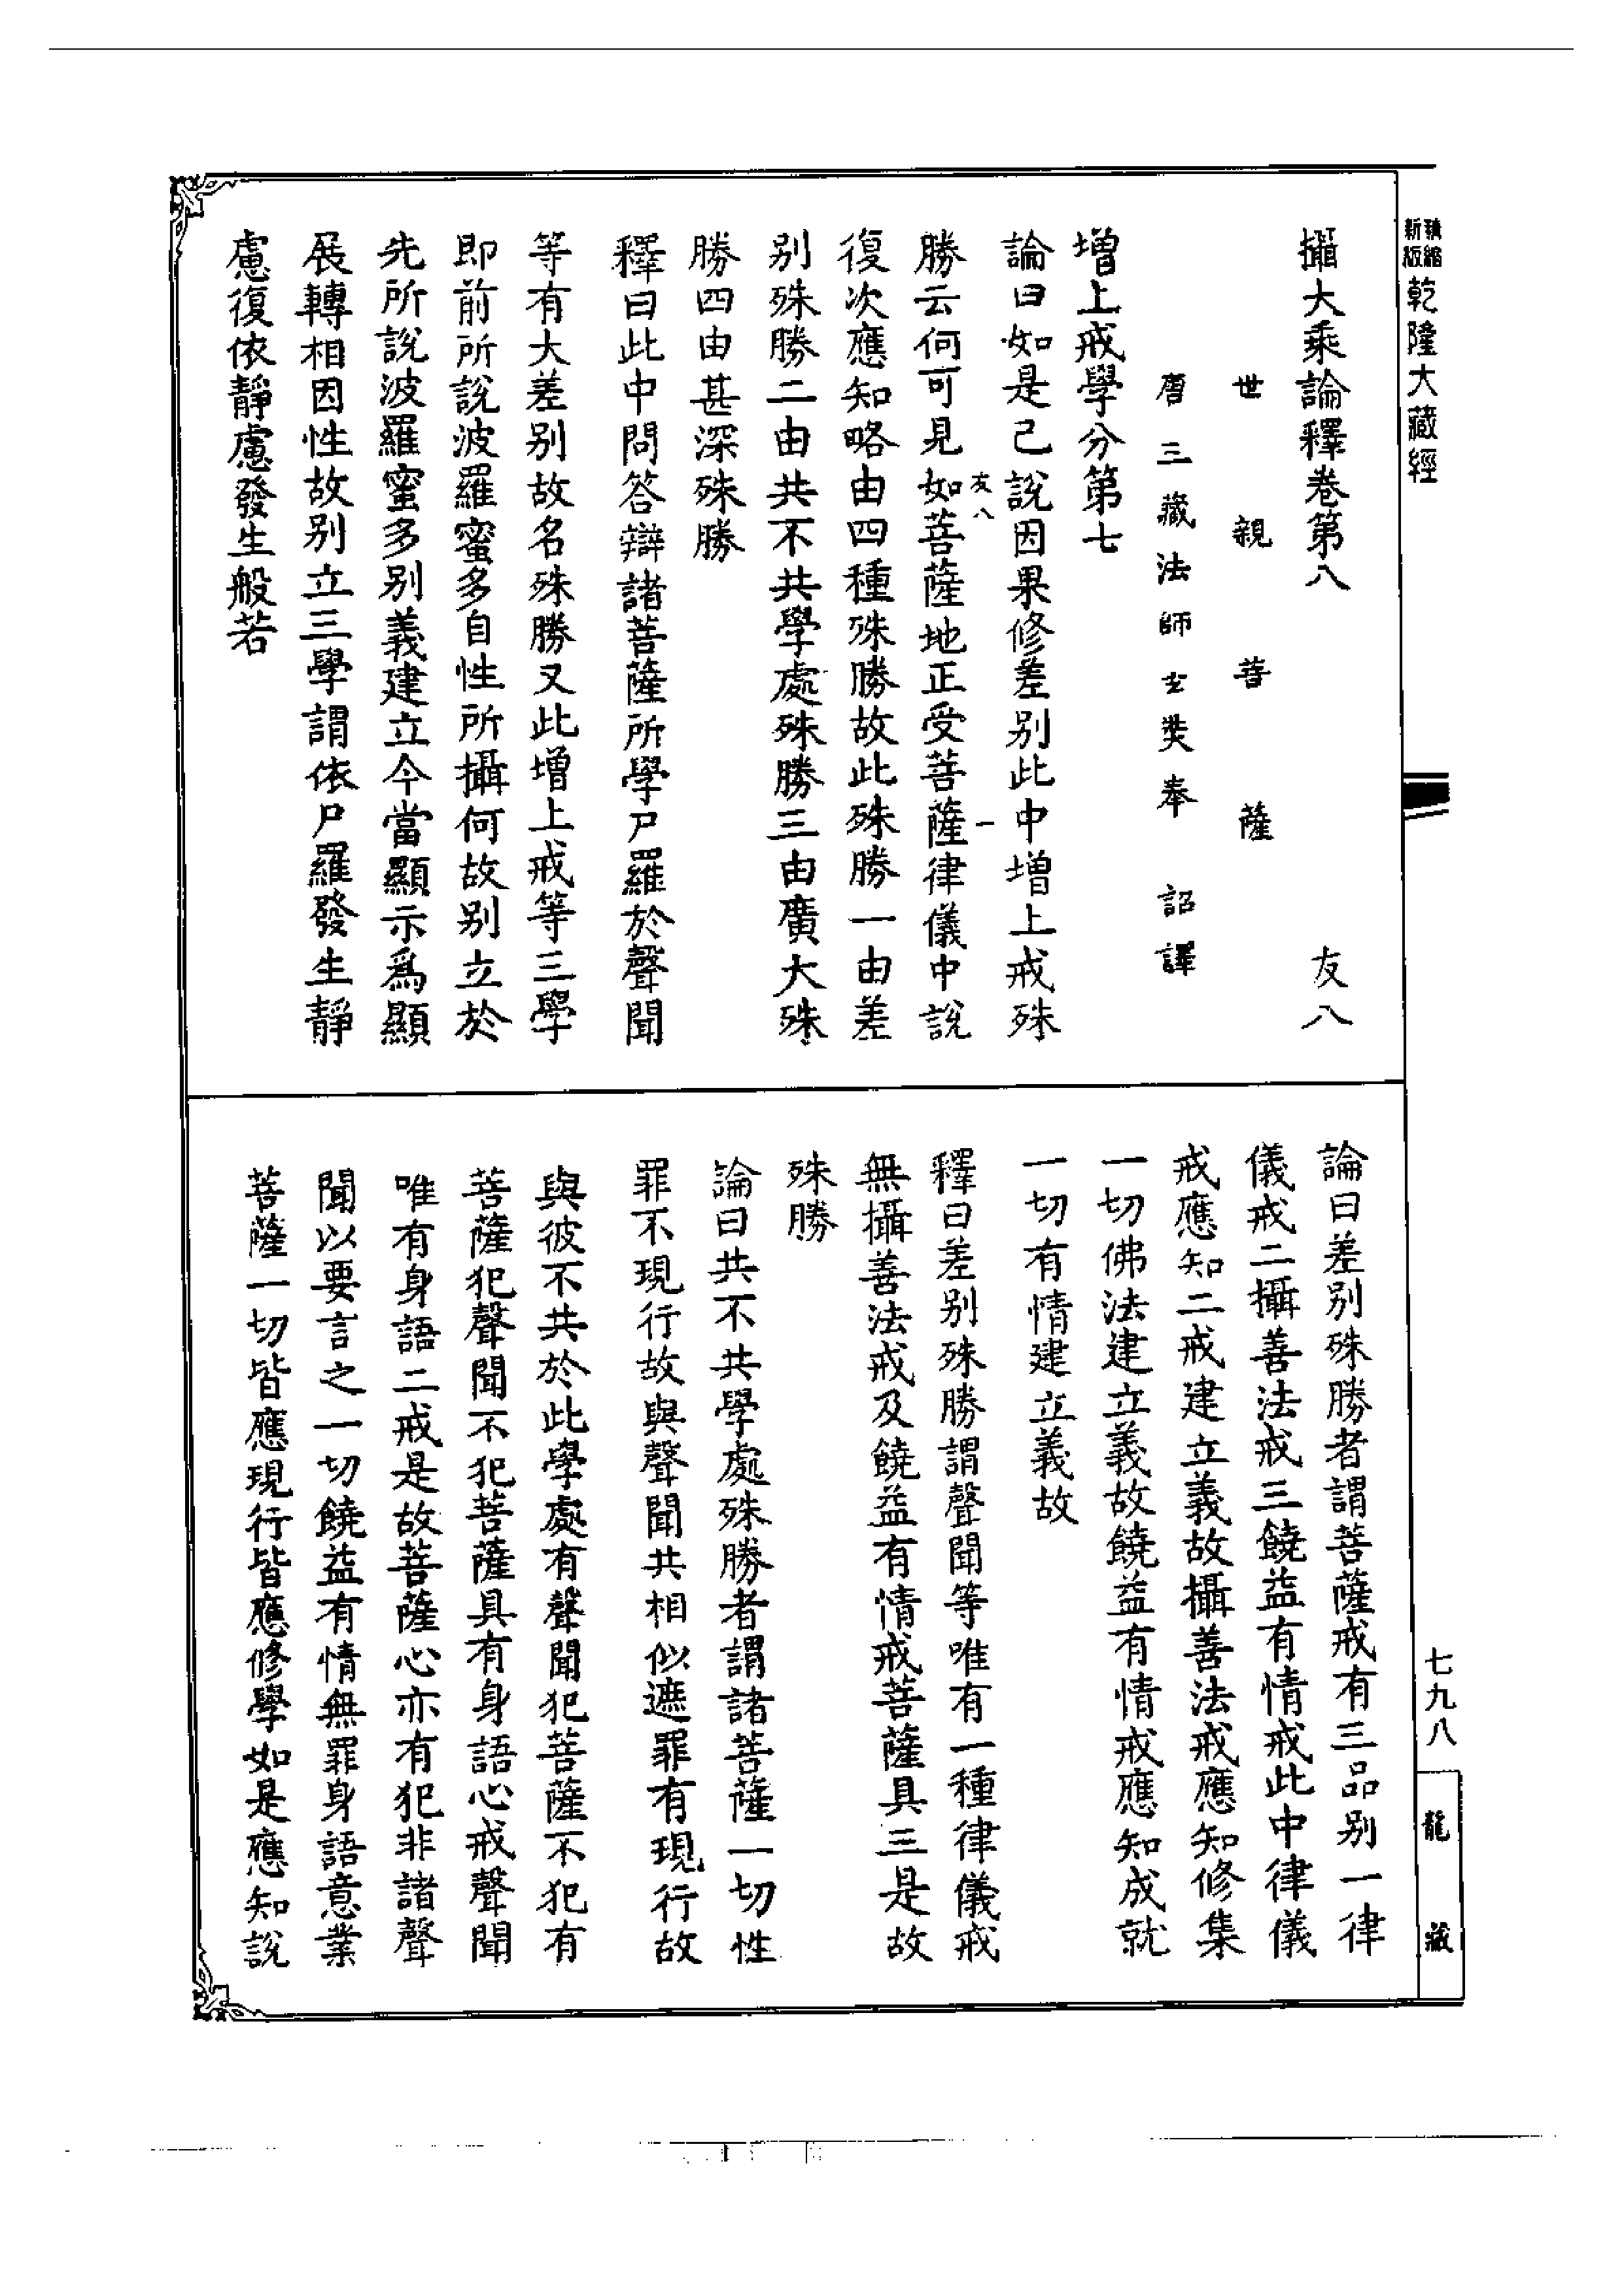 新版
乾隆大藏經
七九八
龍藏
攝大乘論釋卷第八 友八
世親菩薩
唐三藏法師玄奘奉 詔譯
增上戒學分第七
論曰如是已說因果修差别此中增上戒殊
友八 一
勝云何可見如菩薩地正受菩薩律儀中說
復次應知略由四種殊勝故此殊勝一由差
别殊勝二由共不共學處殊勝三由廣大殊
勝四由甚深殊勝
釋曰此中問答辯諸菩薩所學尸羅於聲聞
等有大差别故名殊勝又此增上戒等三學
即前所說波羅蜜多自性所攝何故别立於
先所說波羅蜜多别義建立今當顯示爲顯
展轉相因性故别立三學謂依尸羅發生靜
慮復依靜慮發生般若
論曰差别殊勝者謂菩薩戒有三品别一律
儀戒二攝善法戒三饒益有情戒此中律儀
戒應知二戒建立義故攝善法戒應知修集
一切佛法建立義故饒益有情戒應知成就
一切有情建立義故
釋曰差别殊勝謂聲聞等唯有一種律儀戒
無攝善法戒及饒益有情戒菩薩具三是故
殊勝
論曰共不共學處殊勝者謂諸菩薩一切性
罪不現行故與聲聞共相似遮罪有現行故
與彼不共於此學處有聲聞犯菩薩不犯有
菩薩犯聲聞不犯菩薩具有身語心戒聲聞
唯有身語二戒是故菩薩心亦有犯非諸聲
聞以要言之一切饒益有情無罪身語意業
菩薩一切皆應現行皆應修學如是應知說